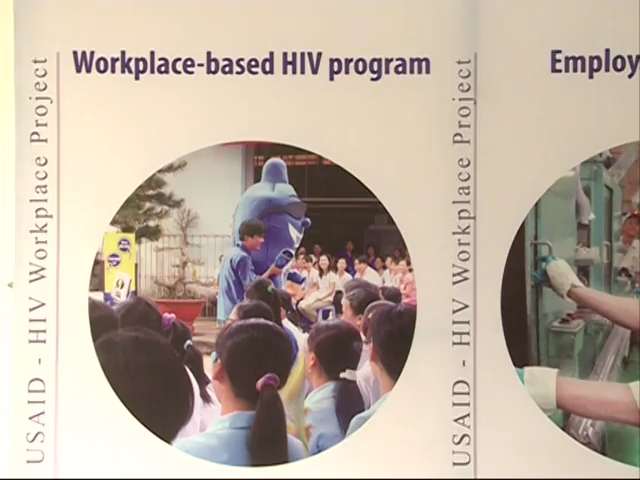 USAID - HIV Workplace Project
Workplace-based HIV program
USAID - HIV Workplace Project
Employ